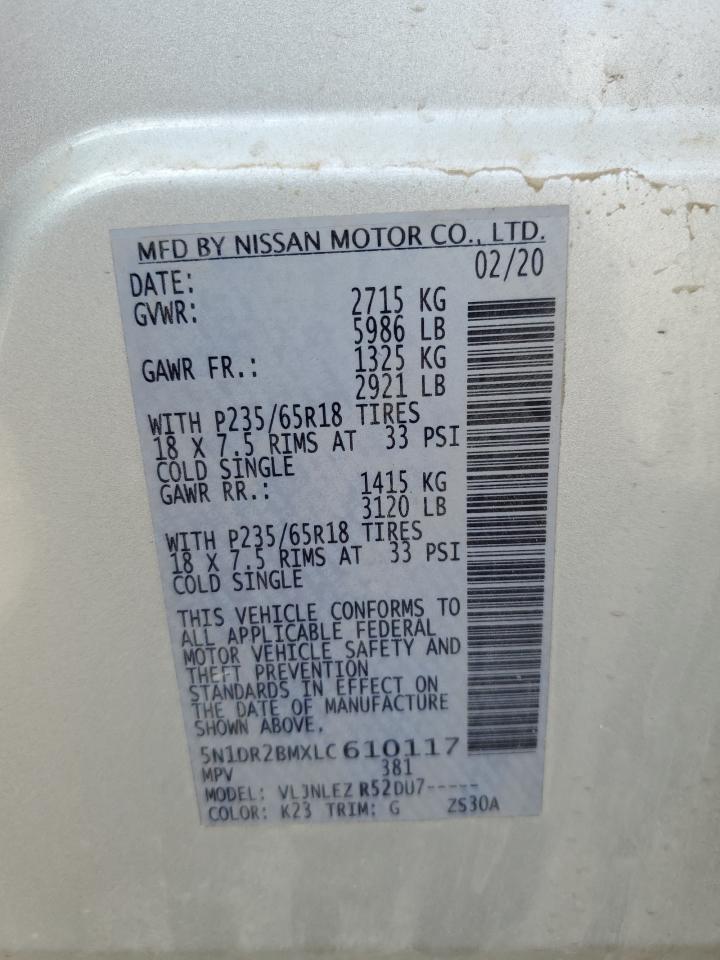 MFD BY NISSAN MOTOR CO., LTD.
DATE: 02/20
GVWR: 2715 KG
5986 LB
GAWR FR.: 1325 KG
2921 LB
WITH P235/65R18 TIRES
18 X 7.5 RIMS AT 33 PSI
COLD SINGLE
GAWR RR.: 1415 KG
3120 LB
WITH P235/65R18 TIRES
18 X 7.5 RIMS AT 33 PSI
COLD SINGLE
THIS VEHICLE CONFORMS TO
ALL APPLICABLE FEDERAL
MOTOR VEHICLE SAFETY AND
THEFT PREVENTION
STANDARDS IN EFFECT ON
THE DATE OF MANUFACTURE
SHOWN ABOVE.
5N1DR2BMXLC610117
MPV 381
MODEL: VLJNLEZ R52DU7-----
COLOR: K23 TRIM: G ZS30A